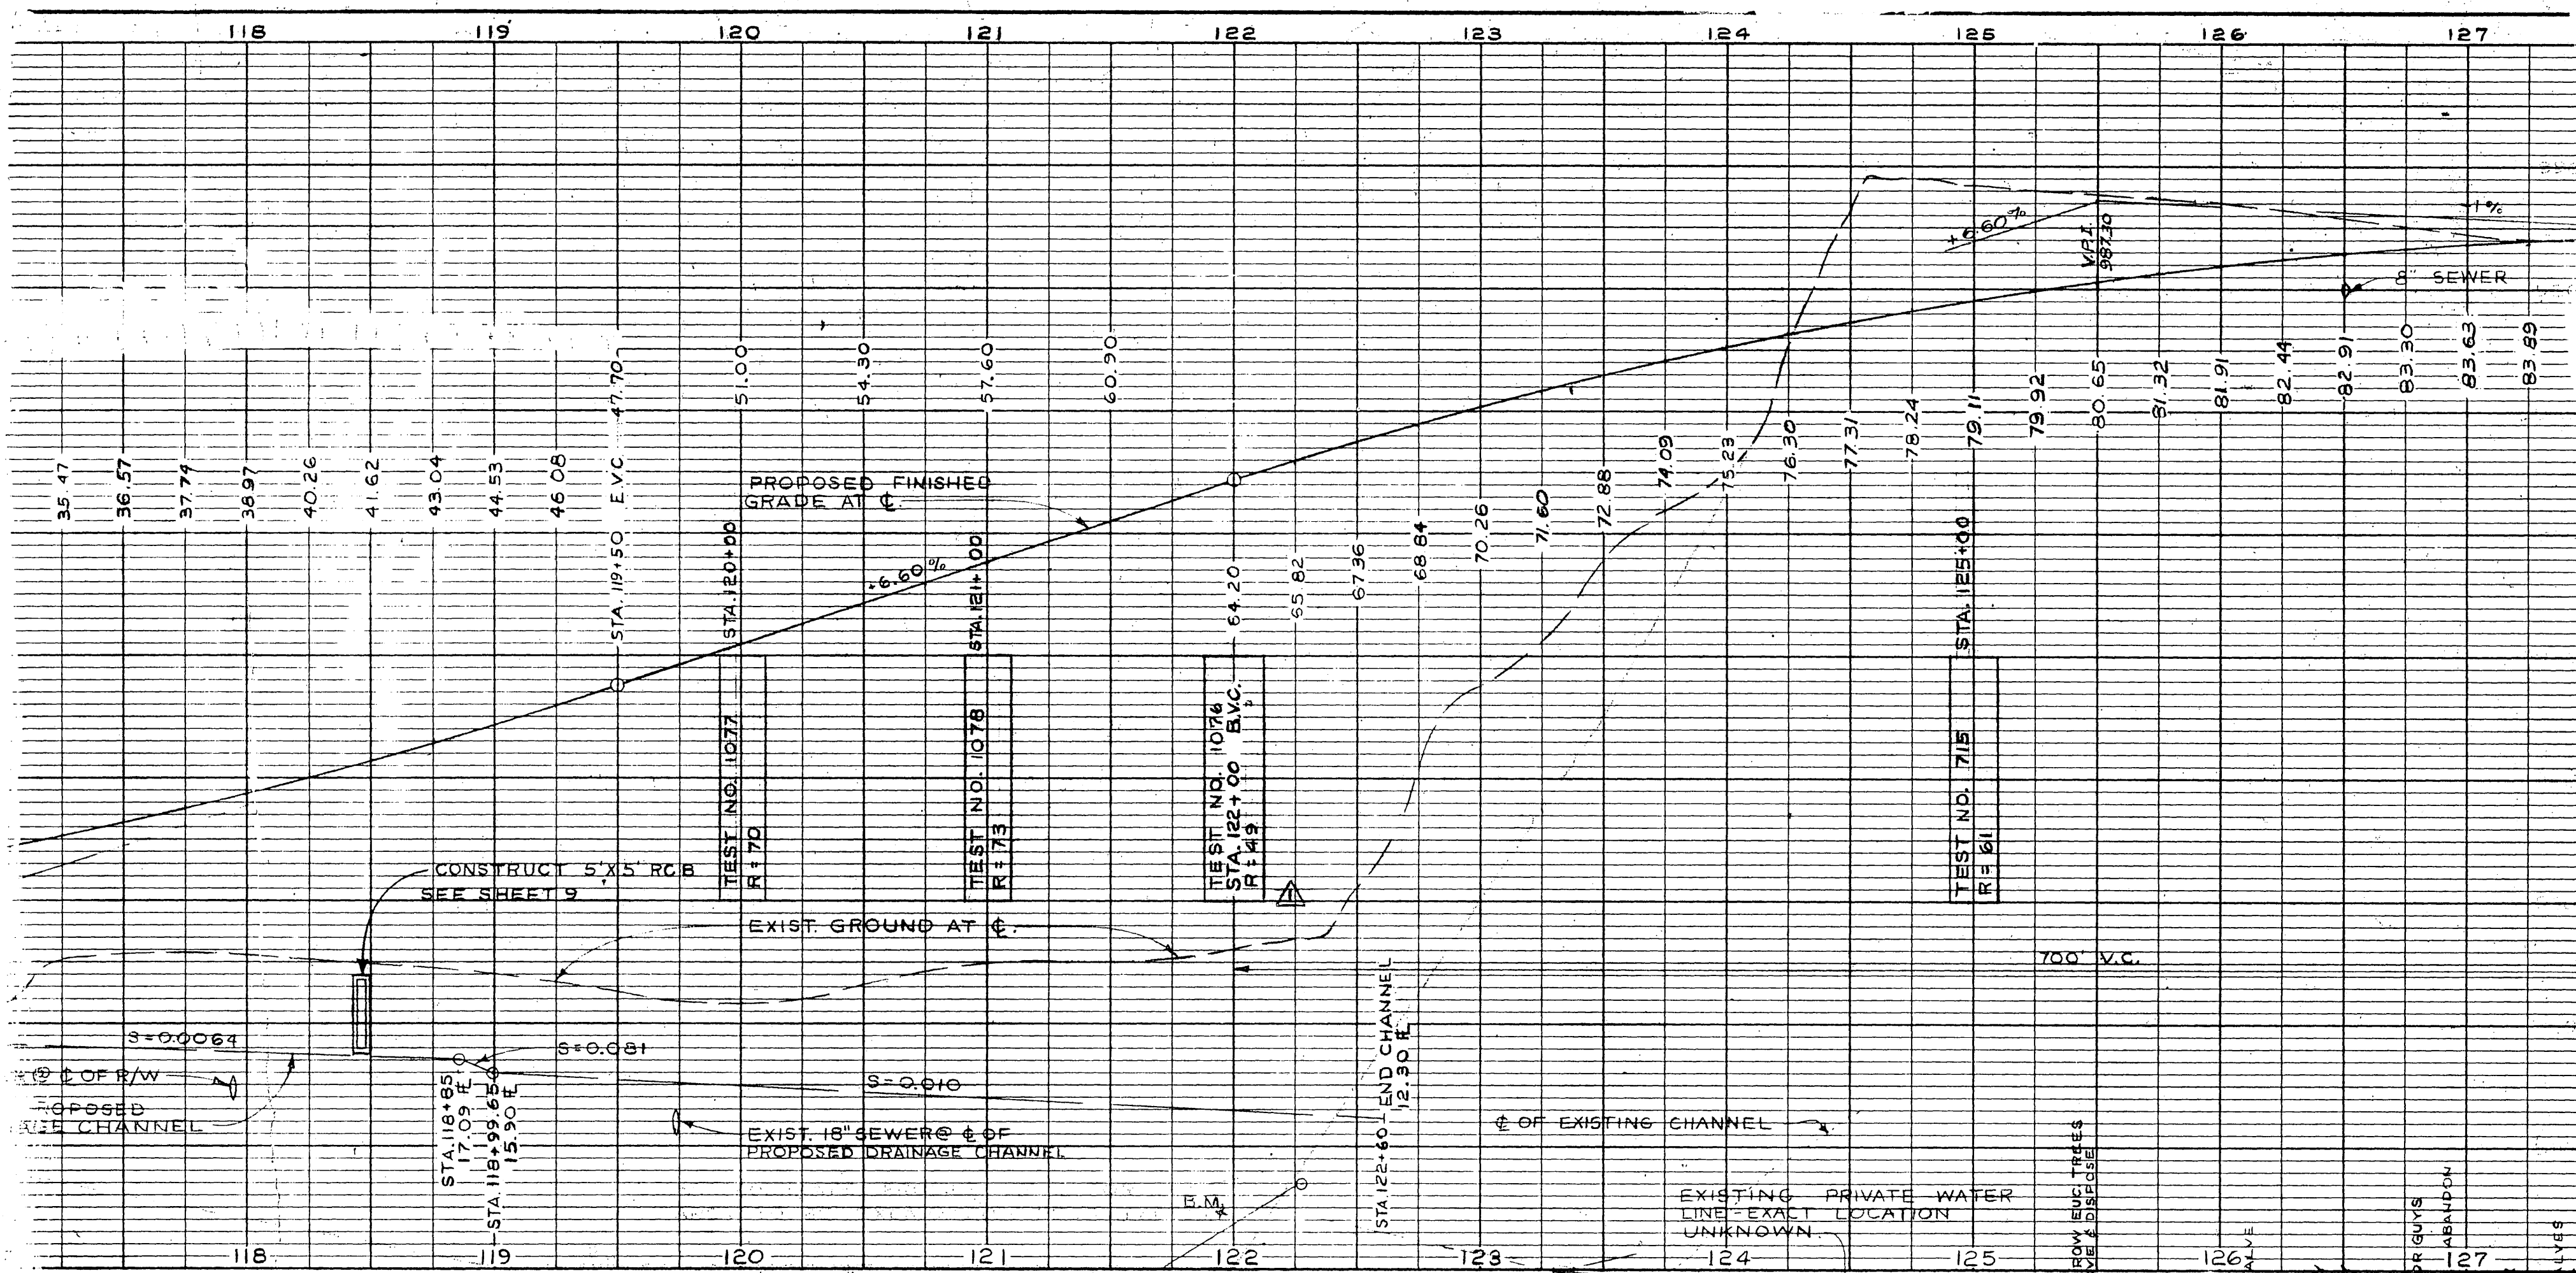 118 119 120 121 122 123 124 125 126 127
+6.60%
V.P.I.
987.30
-1%
8" SEWER
35.47
36.57
37.74
38.97
40.26
41.62
43.04
44.53
46.08
STA. 119+50 E.V.C. 47.70
51.00
54.30
57.60
60.90
64.20
65.82
67.36
68.84
70.26
71.60
72.88
74.09
75.23
76.30
77.31
78.24
79.11
79.92
80.65
81.32
81.91
82.44
82.91
83.30
83.63
83.89
PROPOSED FINISHED
GRADE AT ℄
+6.60%
STA. 120+00
TEST NO. 1077
R = 70
STA. 121+00
TEST NO. 1078
R = 73
TEST NO. 1076
STA. 122+00 B.V.C.
R = 49
1
STA. 125+00
TEST NO. 715
R = 61
CONSTRUCT 5'X5' RCB
SEE SHEET 9
EXIST. GROUND AT ℄
700' V.C.
S=0.0064
S=0.081
S=0.010
@ ℄ OF R/W
CHANNEL
STA. 118+85
17.09 ℄
STA. 118+99.65
15.90 ℄
EXIST. 18" SEWER @ ℄ OF
PROPOSED DRAINAGE CHANNEL
STA. 122+60 END CHANNEL
12.30 ℄
B.M.
℄ OF EXISTING CHANNEL
EXISTING PRIVATE WATER
LINE-EXACT LOCATION
UNKNOWN
ROW EUC. TREES
& DISPOSE
GUYS
ABANDON
118 119 120 121 122 123 124 125 126 127